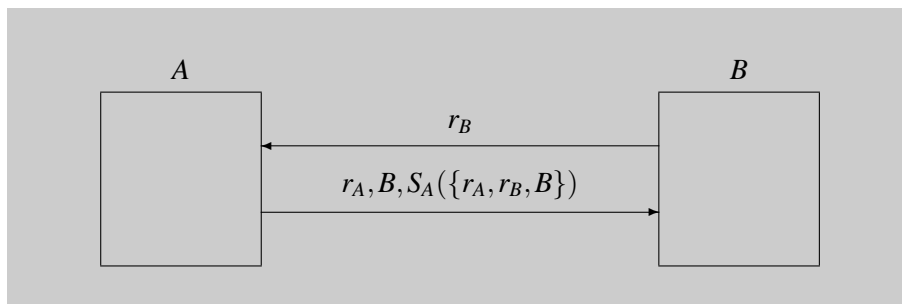 A B
r_B
r_A, B, S_A({r_A, r_B, B})